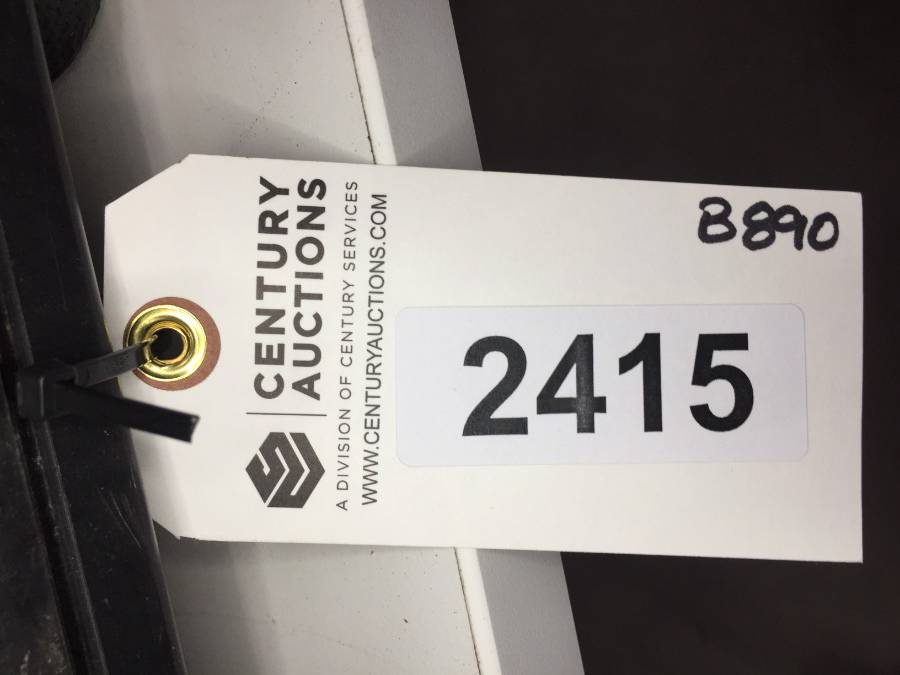 CENTURY
AUCTIONS
A DIVISION OF CENTURY SERVICES
WWW.CENTURYAUCTIONS.COM
B890
2415